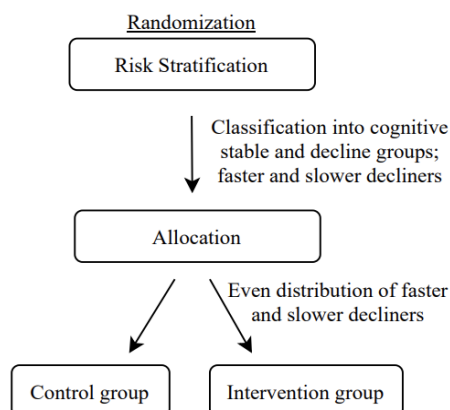 Randomization
Risk Stratification
Classification into cognitive
stable and decline groups;
faster and slower decliners
Allocation
Even distribution of faster
and slower decliners
Control group
Intervention group